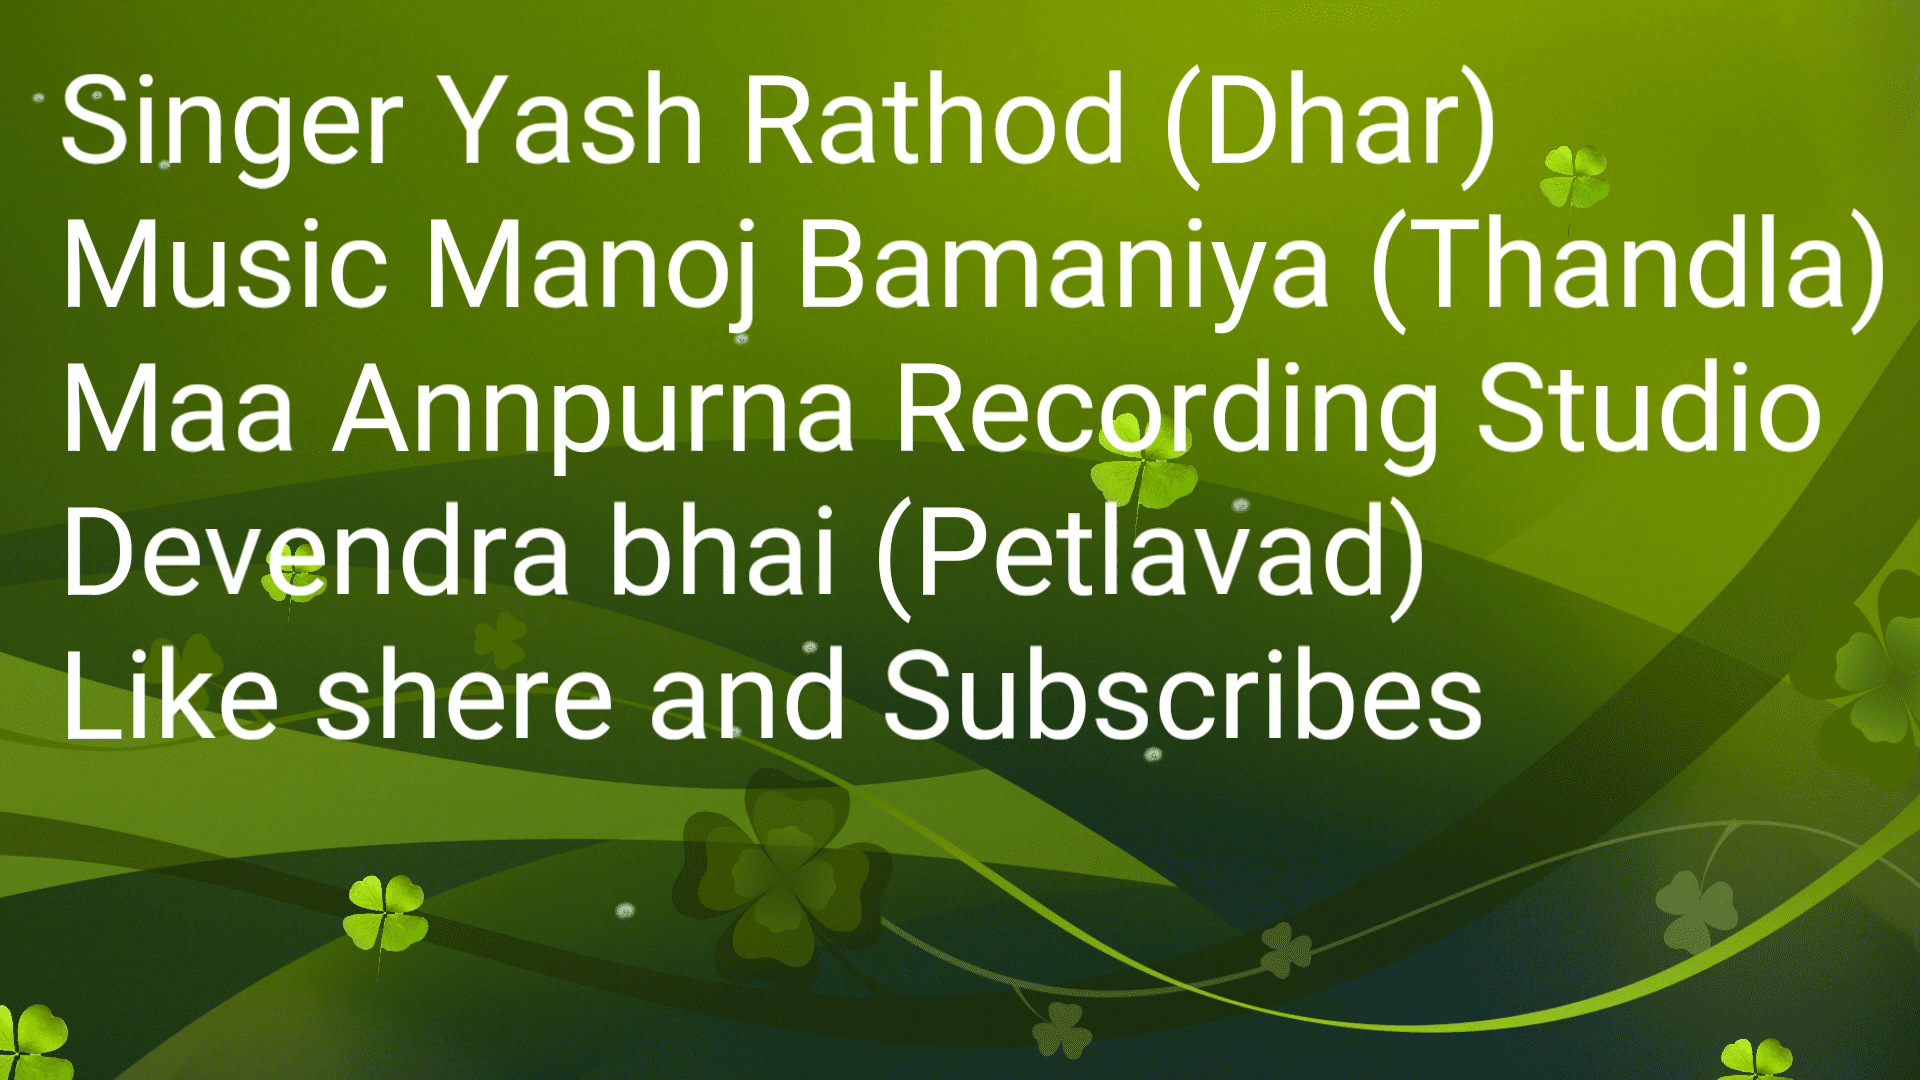 Singer Yash Rathod (Dhar)
Music Manoj Bamaniya (Thandla)
Maa Annpurna Recording Studio
Devendra bhai (Petlavad)
Like shere and Subscribes